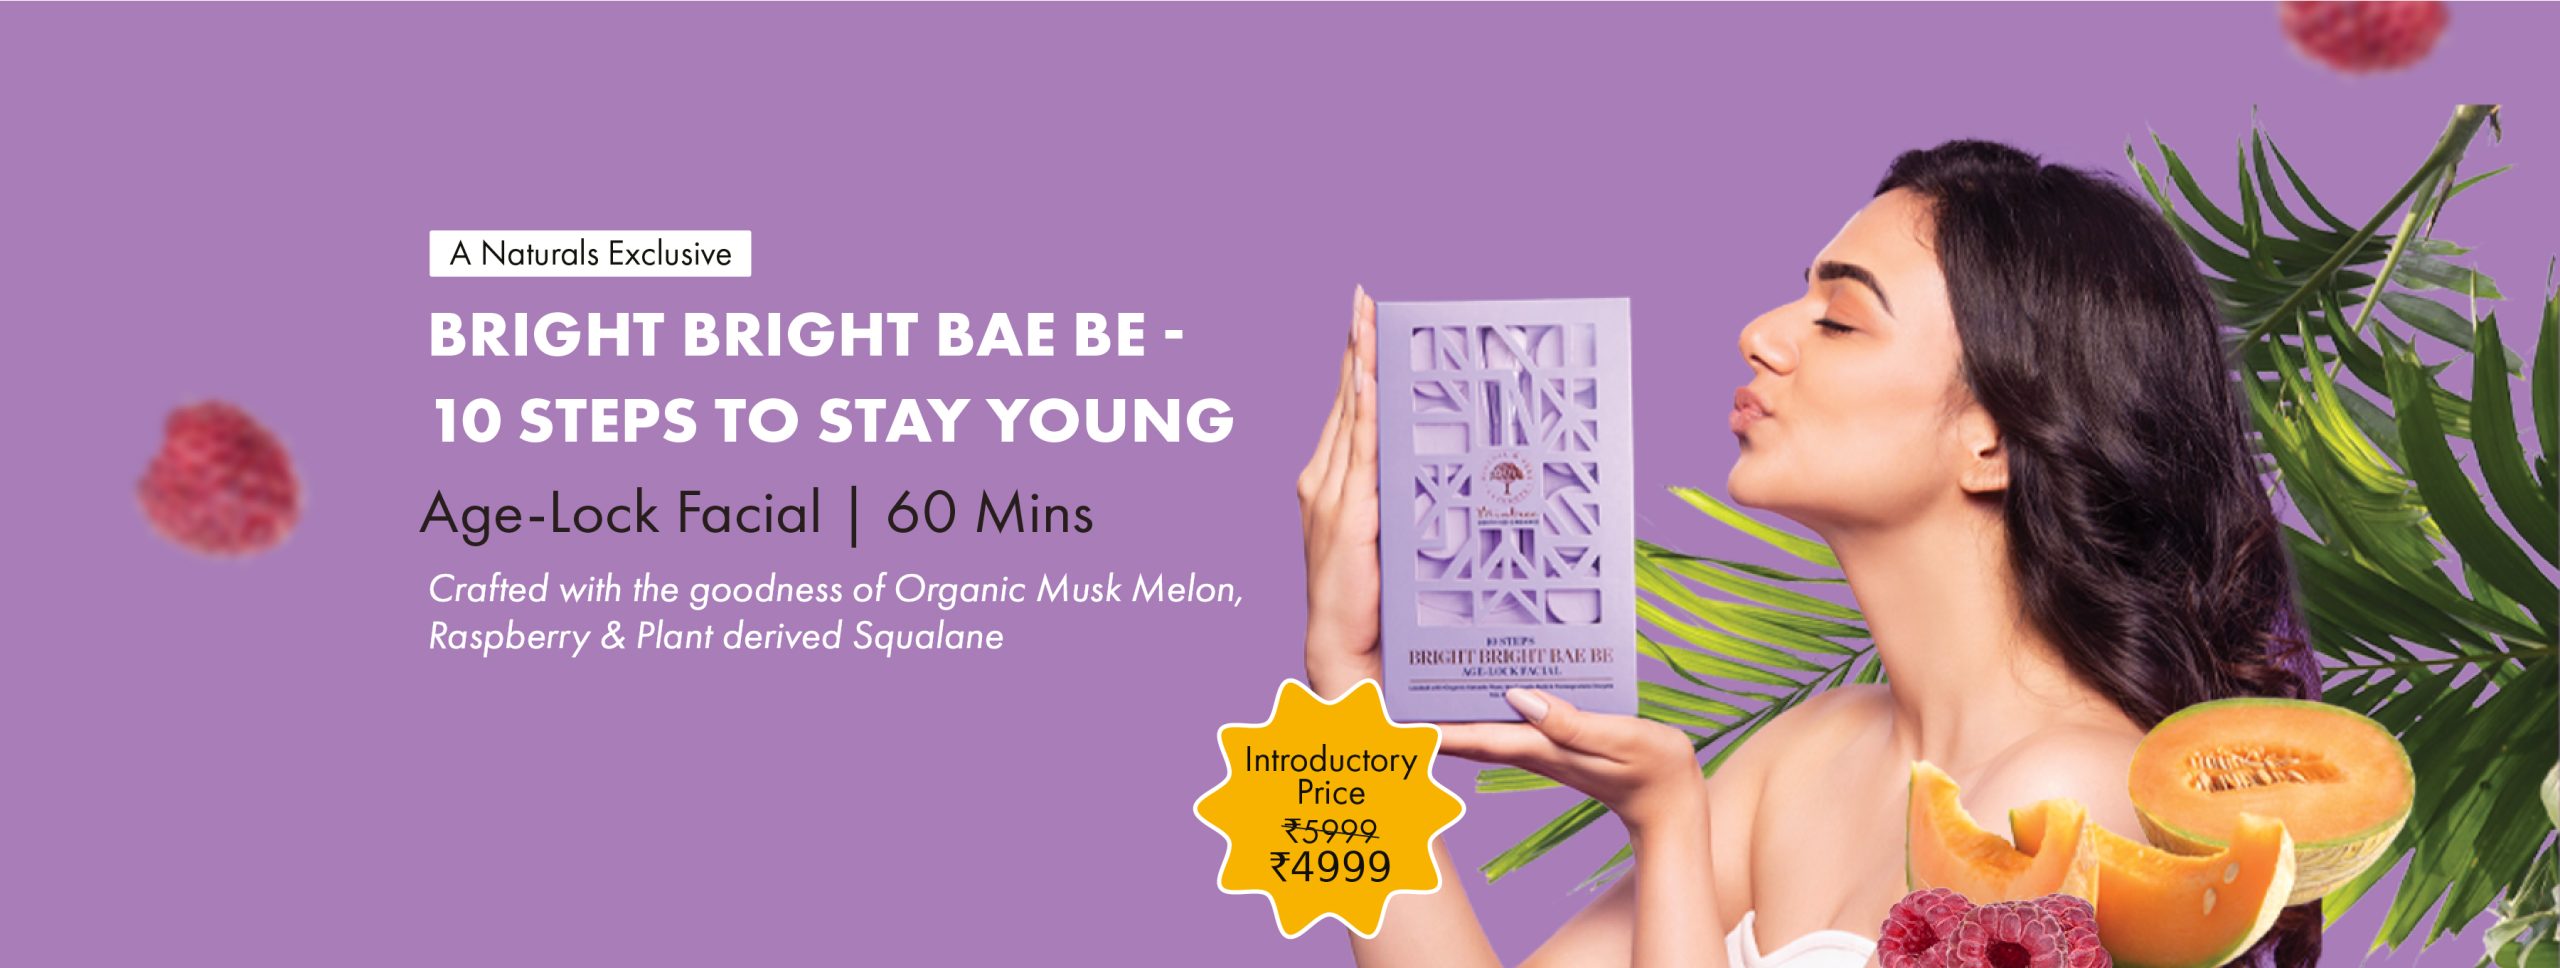 A Naturals Exclusive
BRIGHT BRIGHT BAE BE -
10 STEPS TO STAY YOUNG
Age-Lock Facial | 60 Mins
Crafted with the goodness of Organic Musk Melon,
Raspberry & Plant derived Squalane
10 STEPS
BRIGHT BRIGHT BAE BE
AGE-LOCK FACIAL
Introductory
Price
₹5999
₹4999